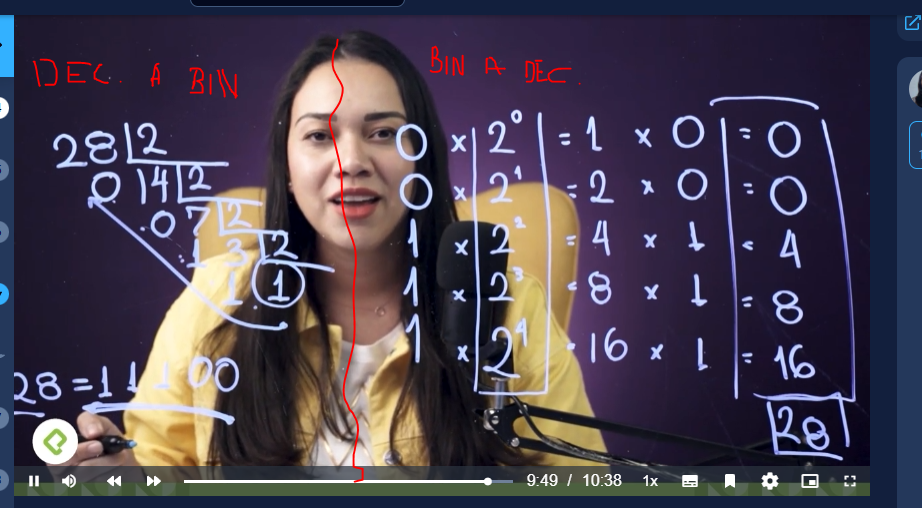 DEC. A BIN
28 2
0 14 2
0 7 2
1 3 2
1 1
28 = 11100
BIN A DEC
0 x 2⁰ = 1 x 0 = 0
0 x 2¹ = 2 x 0 = 0
1 x 2² = 4 x 1 = 4
1 x 2³ = 8 x 1 = 8
1 x 2⁴ = 16 x 1 = 16
28
9:49 / 10:38 1x